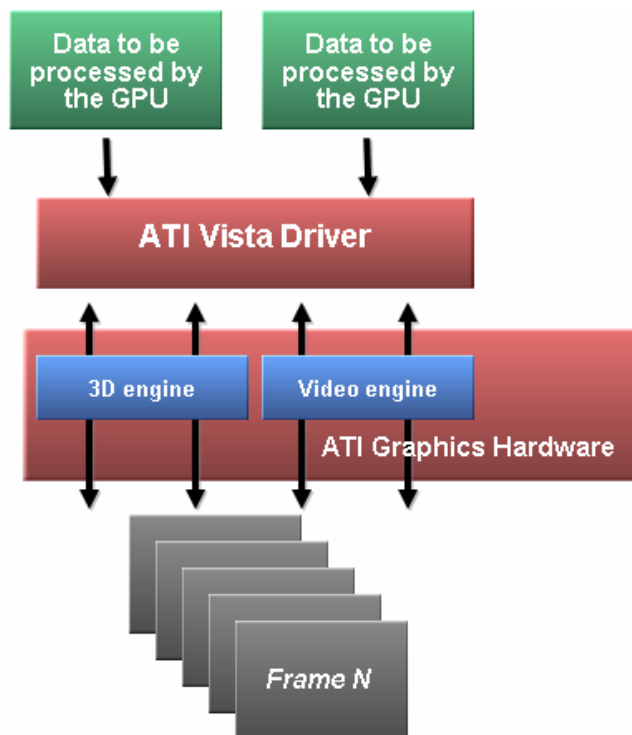 Data to be
processed by
the GPU
Data to be
processed by
the GPU
ATI Vista Driver
3D engine
Video engine
ATI Graphics Hardware
Frame N